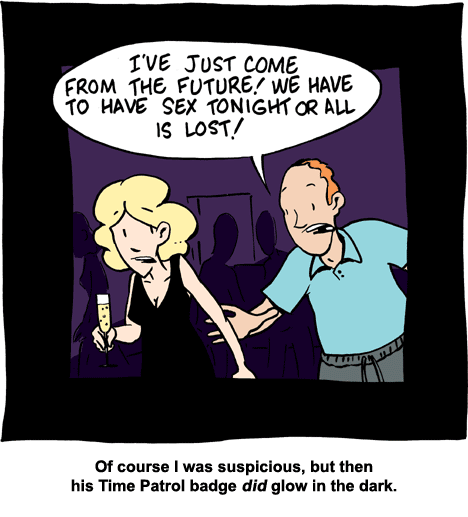 I'VE JUST COME
FROM THE FUTURE! WE HAVE
TO HAVE SEX TONIGHT OR ALL
IS LOST!
Of course I was suspicious, but then
his Time Patrol badge did glow in the dark.